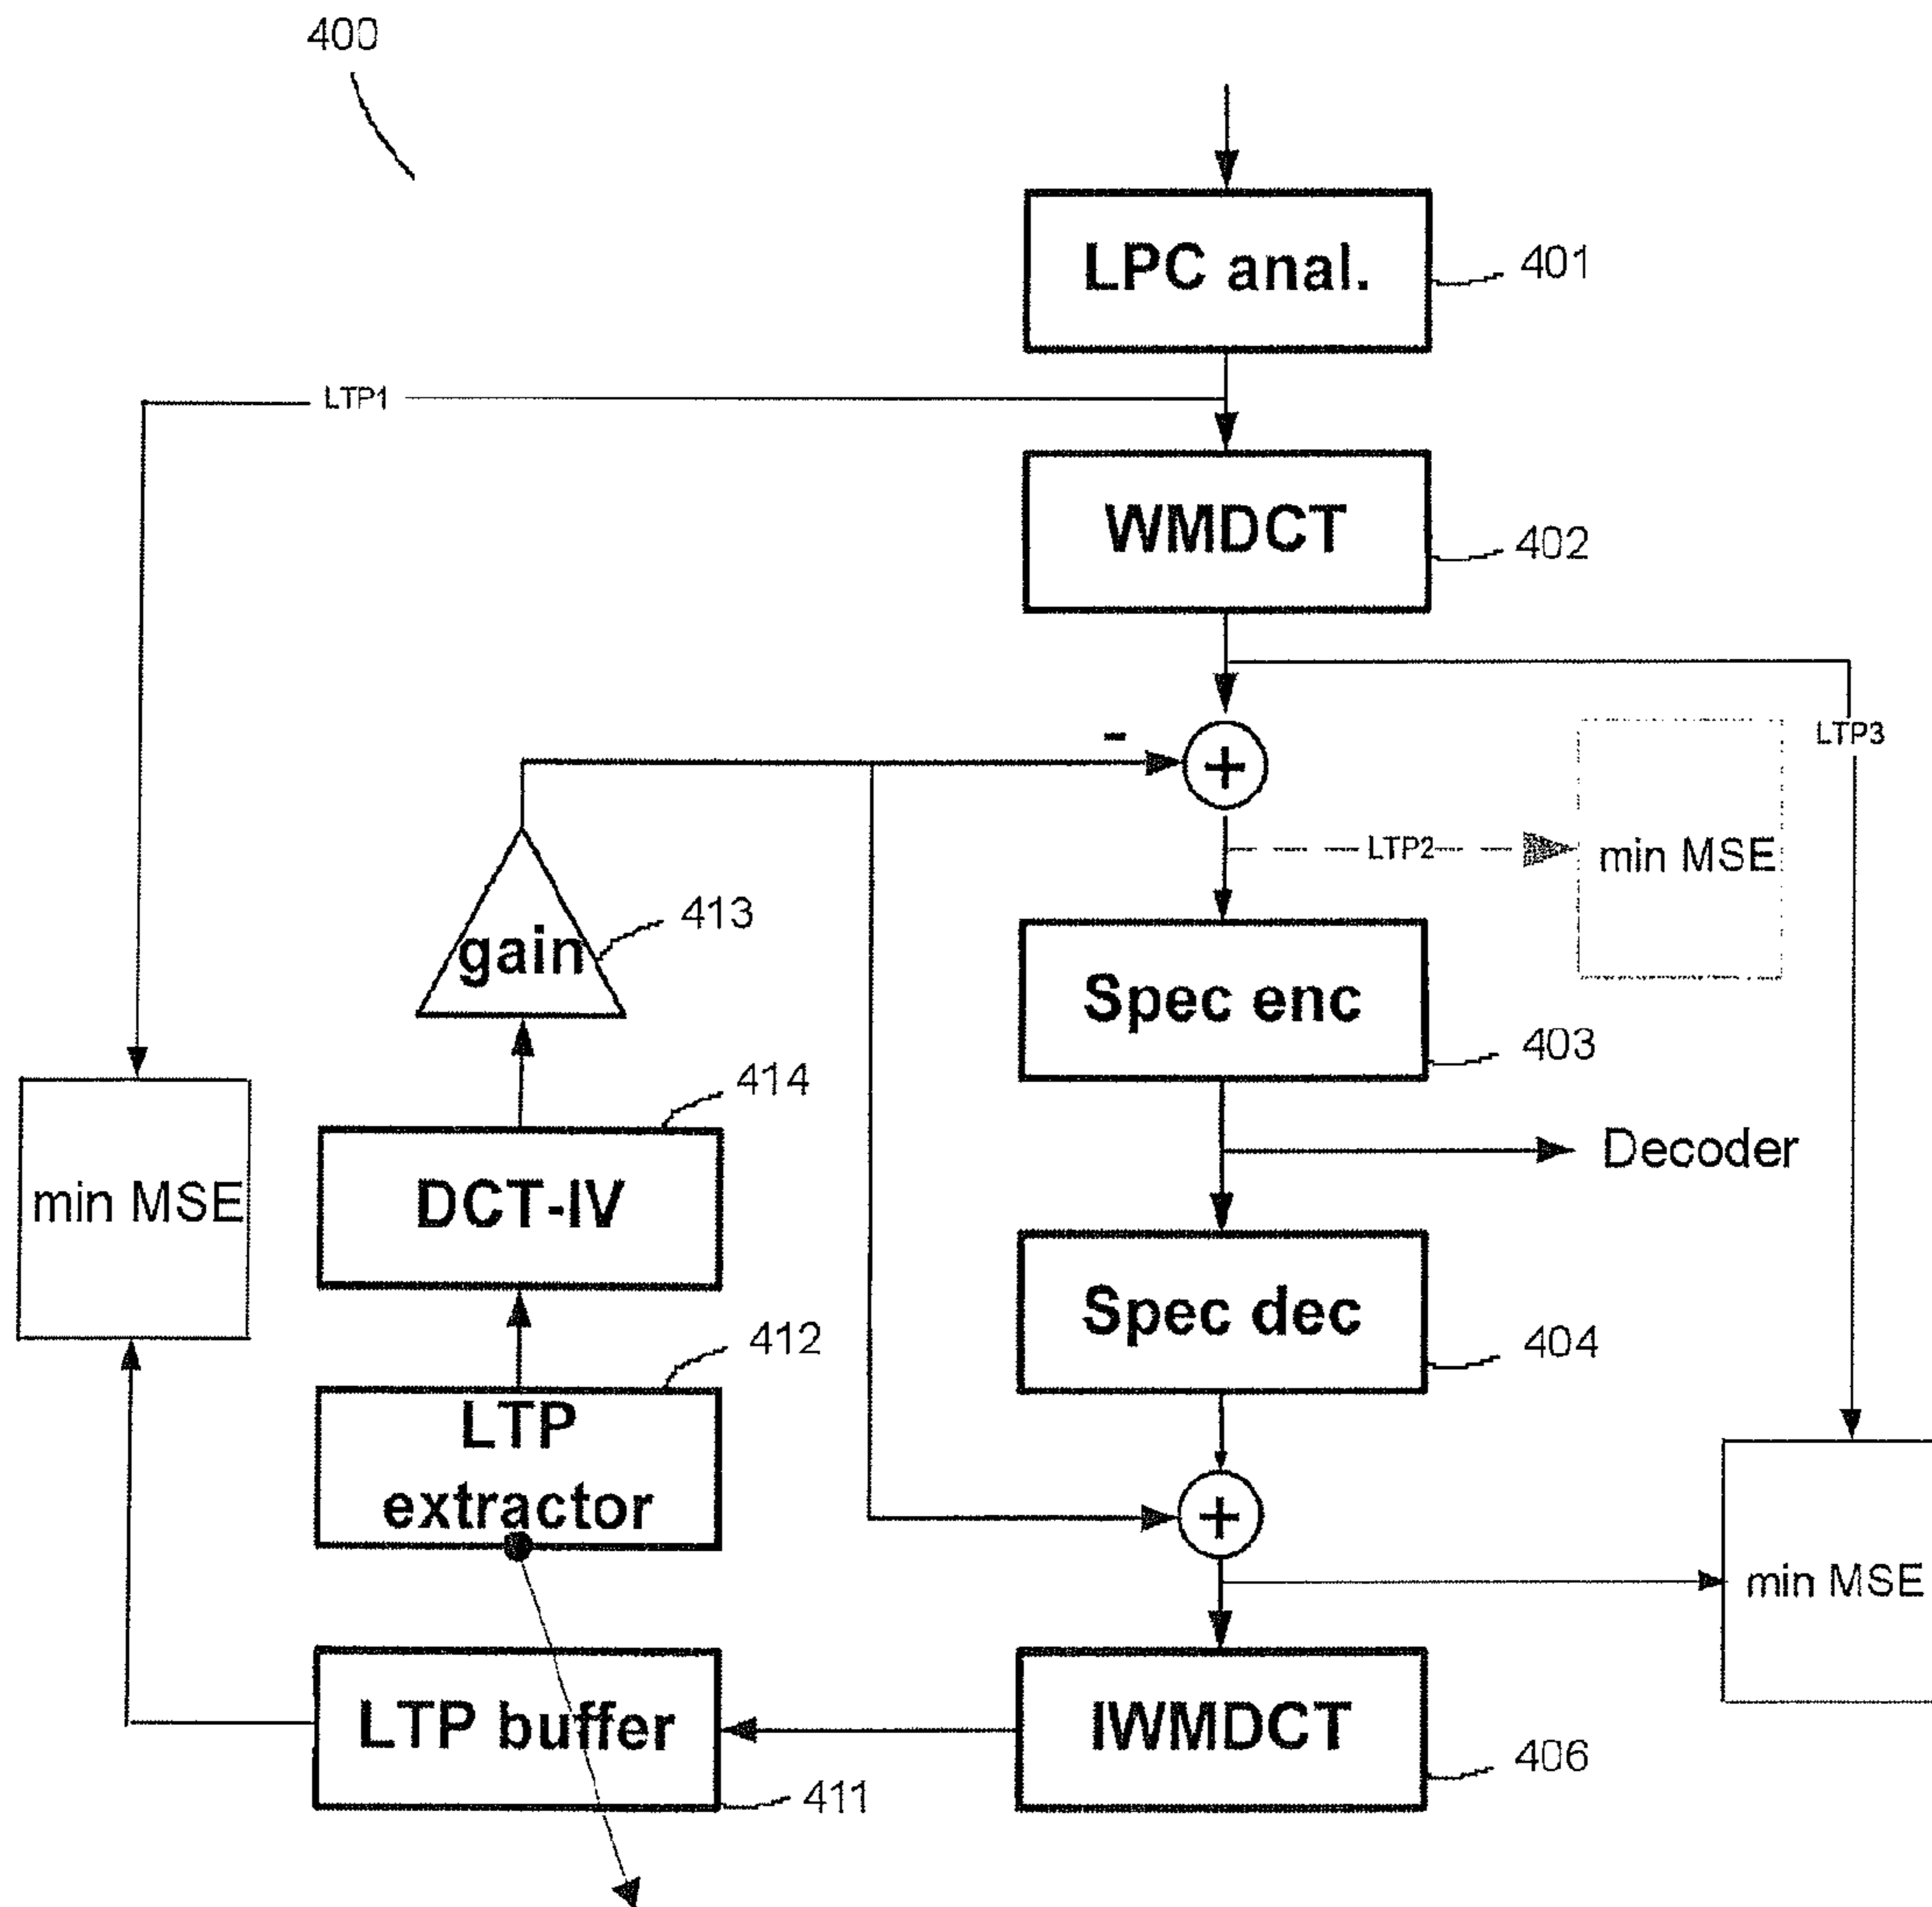 400
LPC anal.
401
LTP1
WMDCT
402
-
+
LTP3
LTP2
min MSE
gain
413
Spec enc
403
414
DCT-IV
min MSE
Decoder
412
LTP
extractor
Spec dec
404
+
min MSE
LTP buffer
411
IWMDCT
406